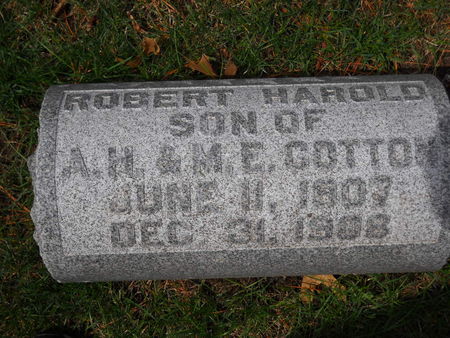 ROBERT HAROLD
SON OF
A.H. & M.E. COTTON
JUNE 11, 1907
DEC. 31, 1908